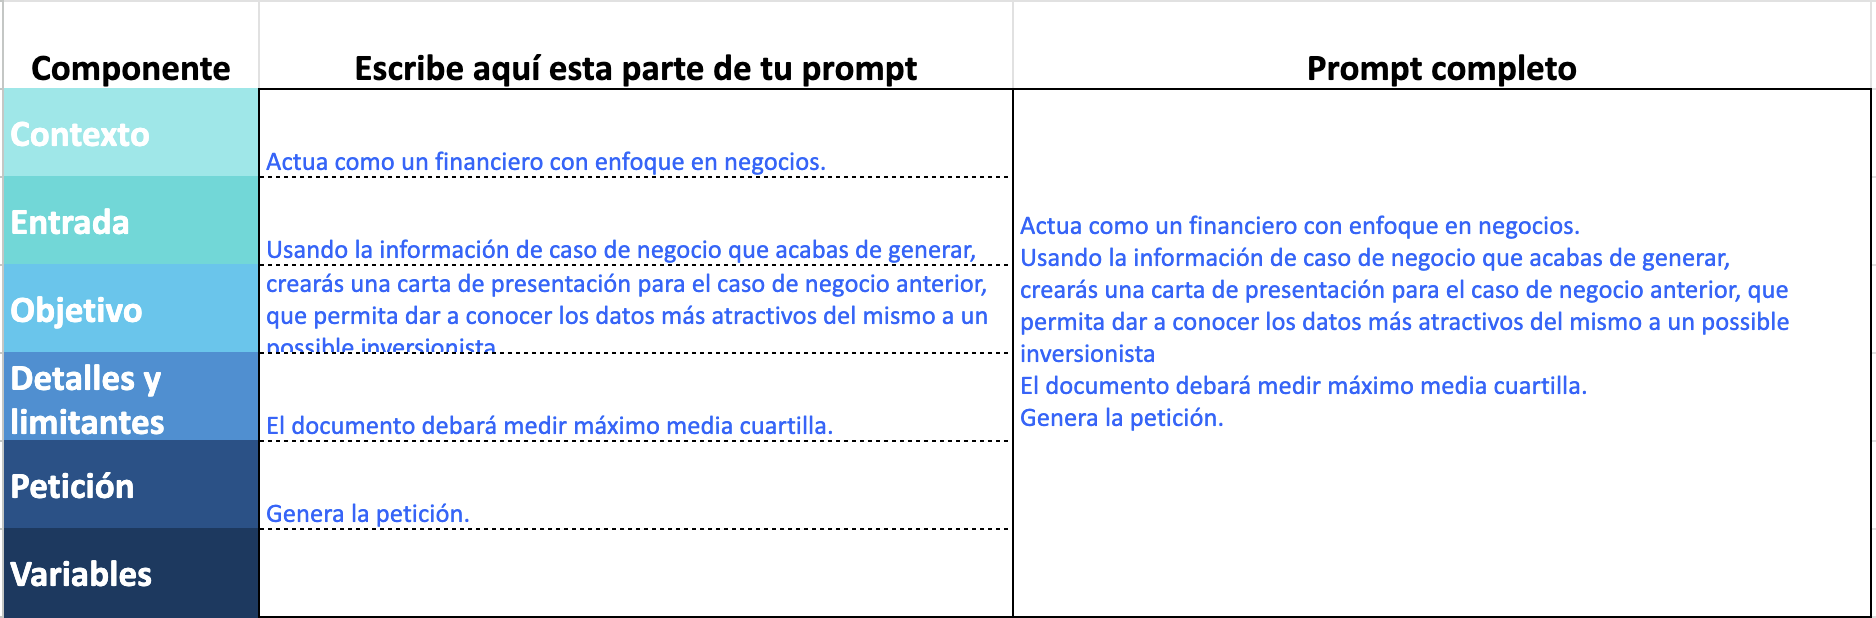 Componente
Escribe aquí esta parte de tu prompt
Prompt completo
Contexto
Actua como un financiero con enfoque en negocios.
Entrada
Usando la información de caso de negocio que acabas de generar,
Objetivo
crearás una carta de presentación para el caso de negocio anterior,
que permita dar a conocer los datos más atractivos del mismo a un
possible inversionista
Detalles y
limitantes
El documento debará medir máximo media cuartilla.
Petición
Genera la petición.
Variables
Actua como un financiero con enfoque en negocios.
Usando la información de caso de negocio que acabas de generar,
crearás una carta de presentación para el caso de negocio anterior, que
permita dar a conocer los datos más atractivos del mismo a un possible
inversionista
El documento debará medir máximo media cuartilla.
Genera la petición.